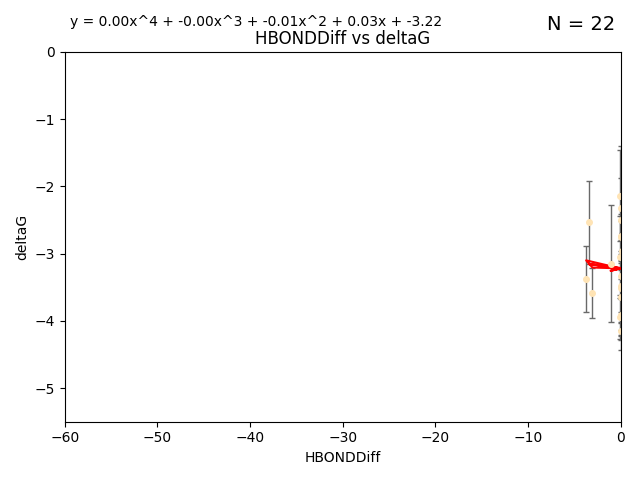 y = 0.00x^4 + -0.00x^3 + -0.01x^2 + 0.03x + -3.22
N = 22
HBONDDiff vs deltaG
0
−1
−2
−3
−4
−5
deltaG
−60 −50 −40 −30 −20 −10 0
HBONDDiff